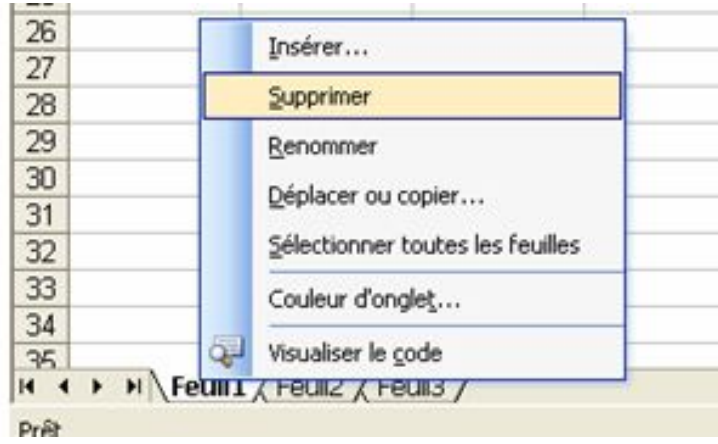 26
27
28
29
30
31
32
33
34
35
Insérer...
Supprimer
Renommer
Déplacer ou copier...
Sélectionner toutes les feuilles
Couleur d'onglet...
Visualiser le code
Feuil1 Feuil2 Feuil3
Prêt